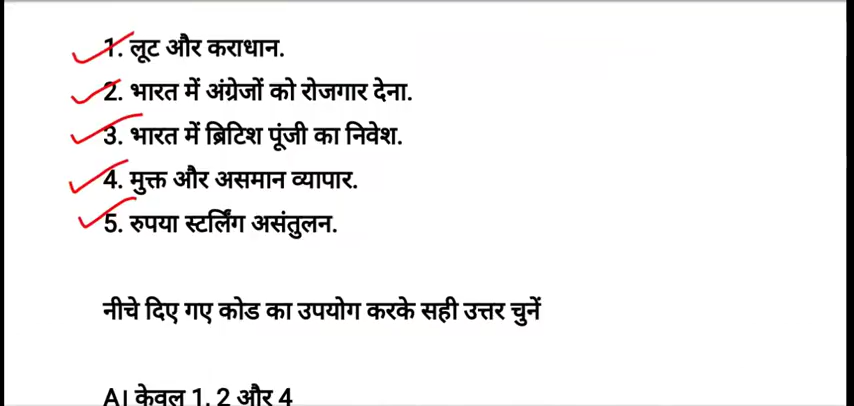 1. लूट और कराधान.
2. भारत में अंग्रेजों को रोजगार देना.
3. भारत में ब्रिटिश पूंजी का निवेश.
4. मुक्त और असमान व्यापार.
5. रुपया स्टर्लिंग असंतुलन.
नीचे दिए गए कोड का उपयोग करके सही उत्तर चुनें
A। केवल 1, 2 और 4